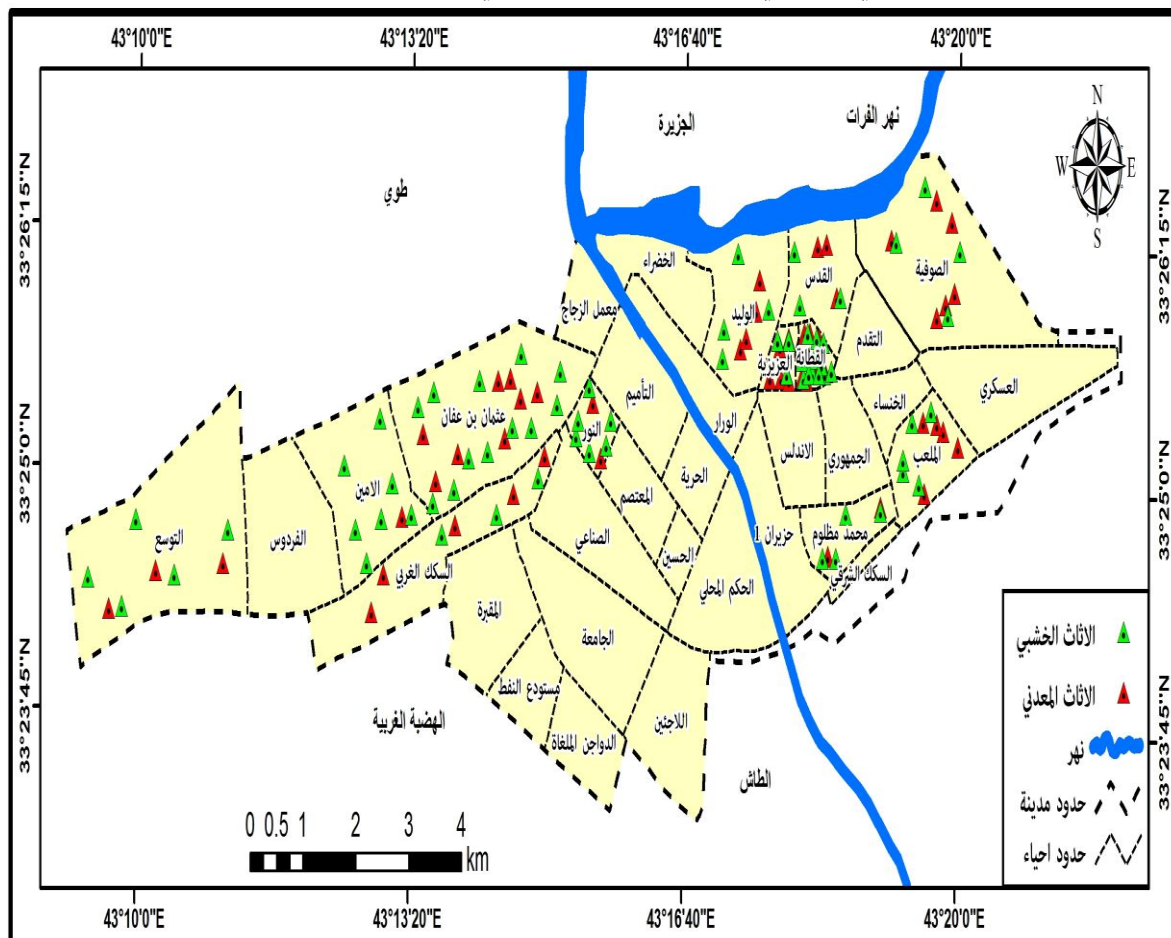 43°10'0"E 43°13'20"E 43°16'40"E 43°20'0"E
نهر الفرات
الجزيرة
N
W E
S
طوي
33°26'15"N
33°26'15"N
الصوفية
القدس
الخضراء
الوليد
معمل الزجاج
التقدم
القطانة
العزيزية
العسكري
التأميم
الخنساء
عثمان بن عفان
الورار
النور
33°25'0"N
الملعب
الجمهوري
الاندلس
الحرية
المعتصم
الامين
33°25'0"N
محمد مظلوم
حزيران 1
الصناعي
الفردوس
التوسع
الحسين
السكك الشرقي
السكك الغربي
الحكم المحلي
المقبرة
الجامعة
مستودع النفط
اللاجئين
الدواجن الملغاة
الهضبة الغربية
33°23'45"N
33°23'45"N
الطاش
الاثاث الخشبي
الاثاث المعدني
نهر
حدود مدينة
حدود احياء
0 0.5 1 2 3 4
km
43°10'0"E 43°13'20"E 43°16'40"E 43°20'0"E